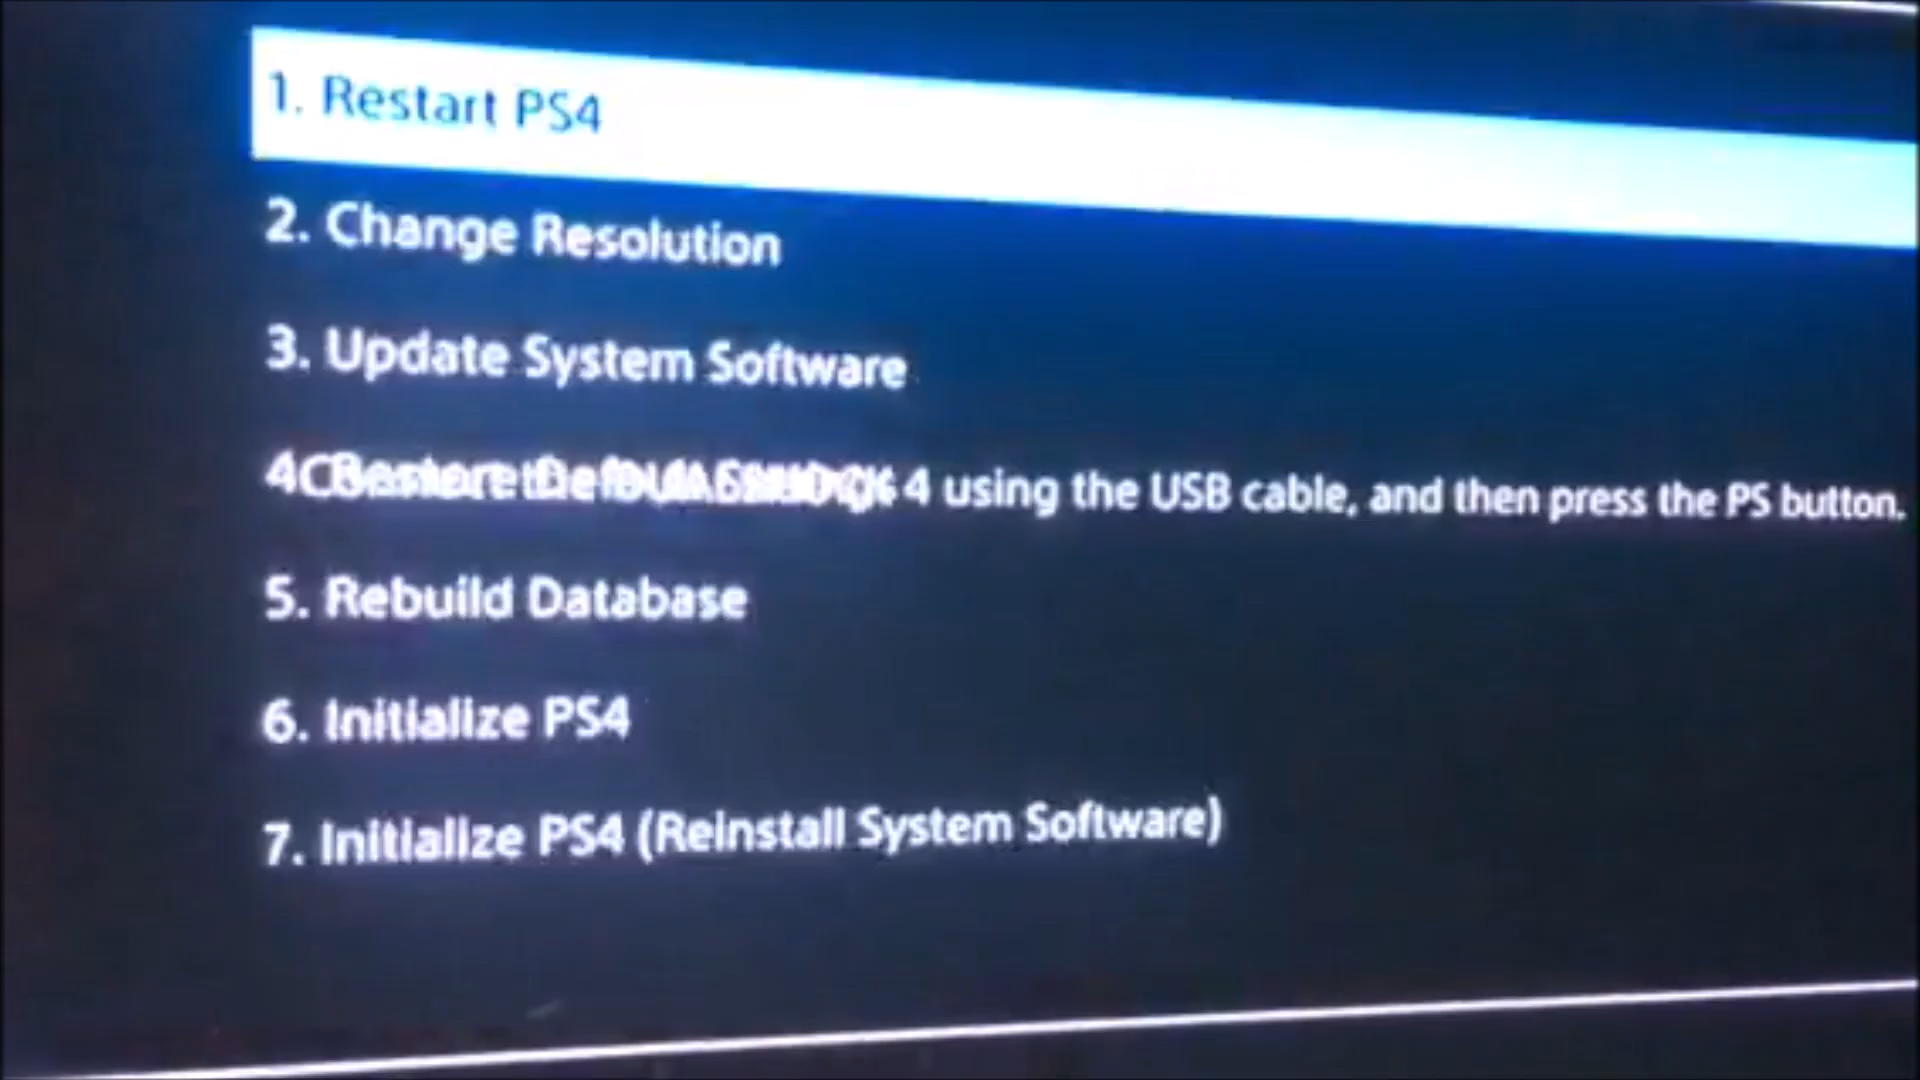 1. Restart PS4
2. Change Resolution
3. Update System Software
4 using the USB cable, and then press the PS button.
5. Rebuild Database
6. Initialize PS4
7. Initialize PS4 (Reinstall System Software)